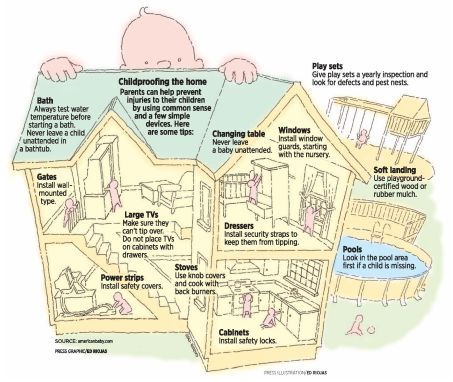 Childproofing the home
Parents can help prevent
injuries to their children
by using common sense
and a few simple
devices. Here
are some tips:
Bath
Always test water
temperature before
starting a bath.
Never leave a child
unattended in
a bathtub.
Changing table
Never leave
a baby unattended.
Windows
Install window
guards, starting
with the nursery.
Play sets
Give play sets a yearly inspection and
look for defects and pest nests.
Soft landing
Use playground-
certified wood or
rubber mulch.
Gates
Install wall-
mounted
type.
Large TVs
Make sure they
can't tip over.
Do not place TVs
on cabinets with
drawers.
Dressers
Install security straps to
keep them from tipping.
Pools
Look in the pool area
first if a child is missing.
Power strips
Install safety covers.
Stoves
Use knob covers
and cook with
back burners.
Cabinets
Install safety locks.
SOURCE: americanbaby.com
PRESS GRAPHIC/ED RIOJAS
PRESS ILLUSTRATION/ED RIOJAS